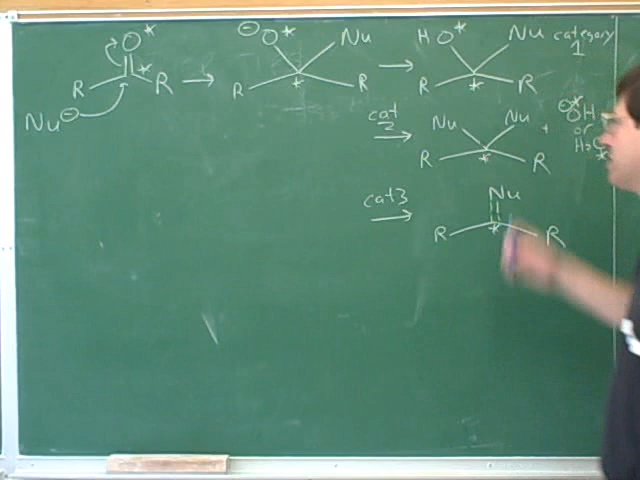 O* ⊖O* Nu H O* Nu category 1
R * R → R * R → R * R
Nu⊖
cat 2 → Nu Nu + ⊖*OH or H₂O*
R * R
cat 3 → Nu
R * R